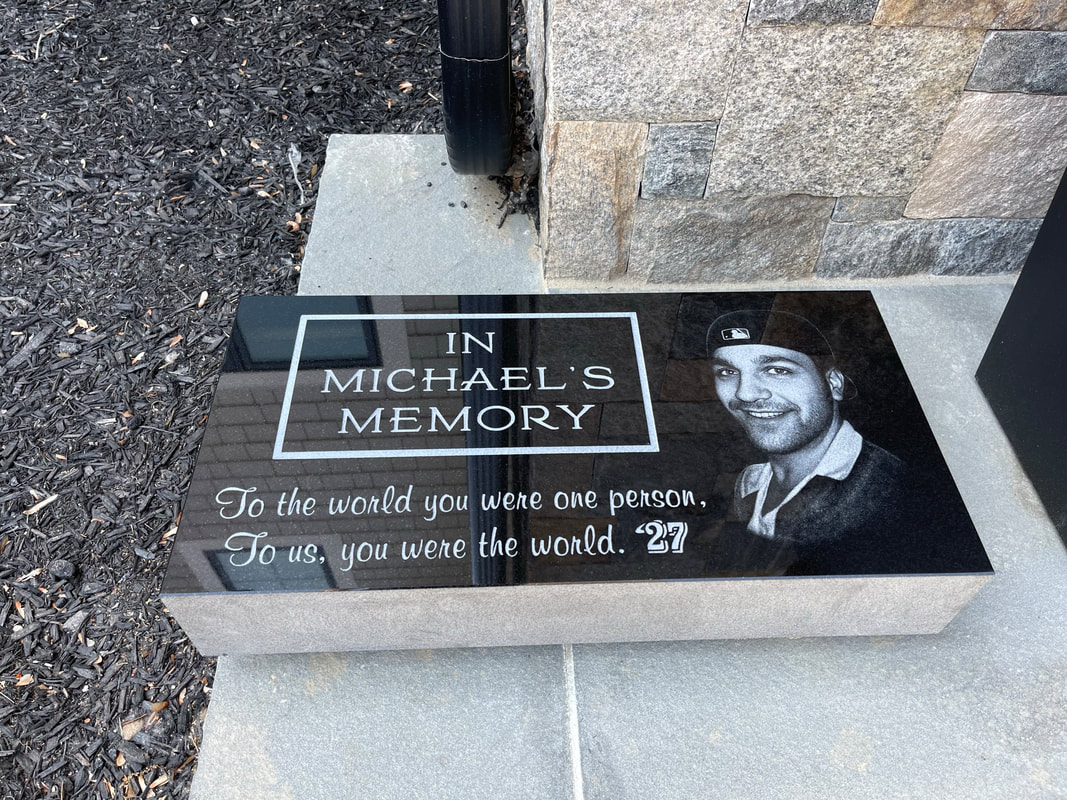 IN
MICHAEL'S
MEMORY
To the world you were one person,
To us, you were the world. ‘27